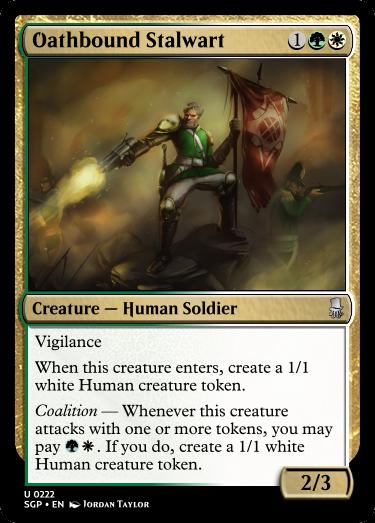 Oathbound Stalwart 1
Creature — Human Soldier
Vigilance
When this creature enters, create a 1/1
white Human creature token.
Coalition — Whenever this creature
attacks with one or more tokens, you may
pay . If you do, create a 1/1 white
Human creature token.
2/3
U 0222
SGP • EN Jordan Taylor